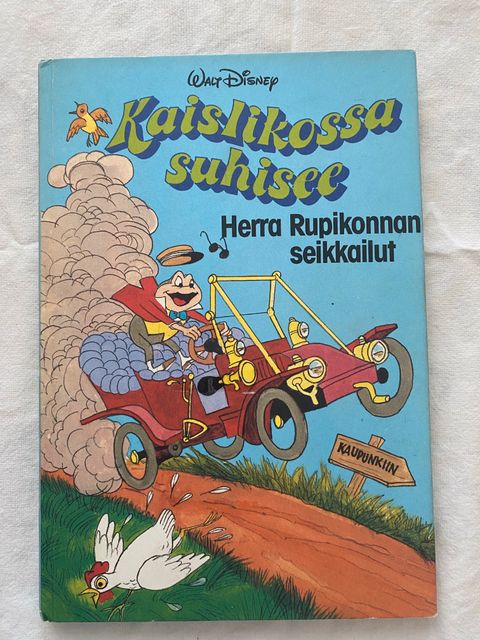 Walt Disney
Kaislikossa
suhisee
Herra Rupikonnan
seikkailut
KAUPUNKIIN